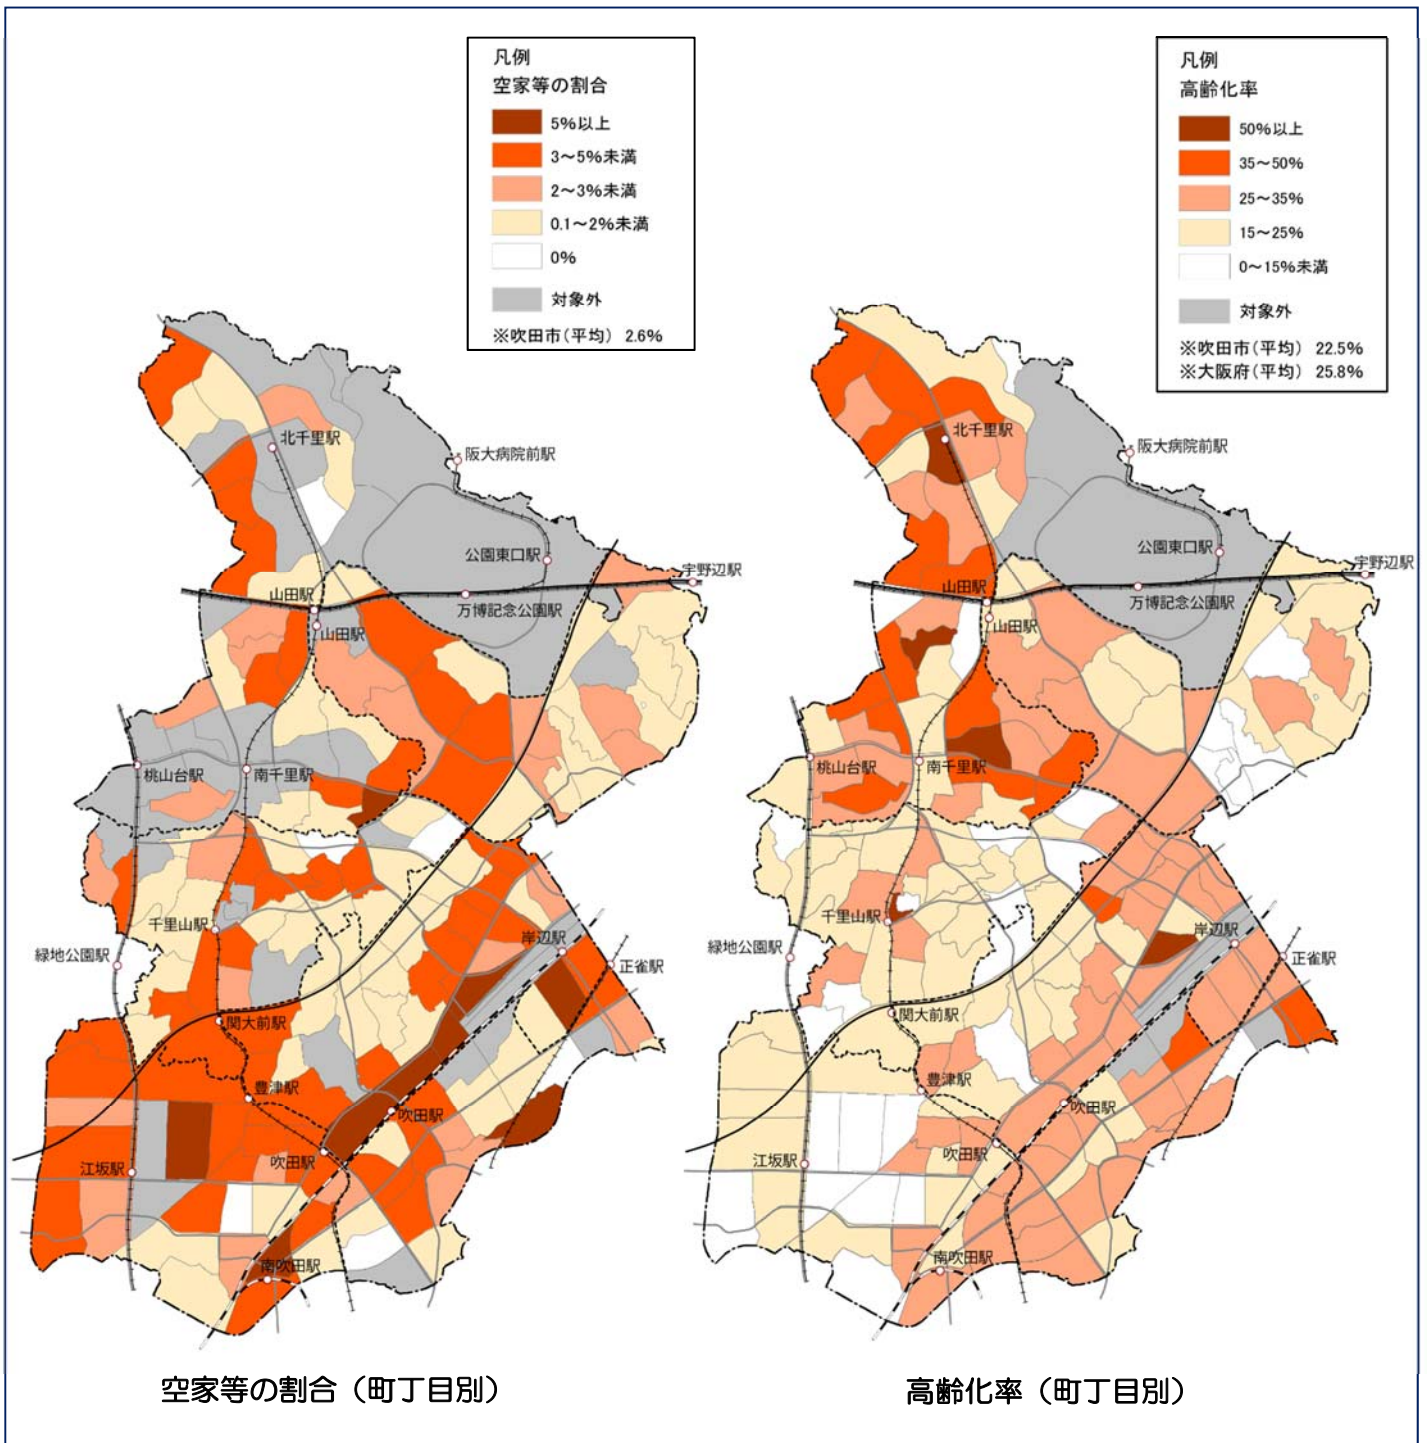 凡例
空家等の割合
5%以上
3～5%未満
2～3%未満
0.1～2%未満
0%
対象外
※吹田市（平均） 2.6%
北千里駅
阪大病院前駅
公園東口駅
宇野辺駅
山田駅
万博記念公園駅
山田駅
桃山台駅
南千里駅
千里山駅
緑地公園駅
岸辺駅
正雀駅
関大前駅
豊津駅
吹田駅
吹田駅
江坂駅
南吹田駅
空家等の割合（町丁目別）
凡例
高齢化率
50%以上
35～50%
25～35%
15～25%
0～15%未満
対象外
※吹田市（平均） 22.5%
※大阪府（平均） 25.8%
北千里駅
阪大病院前駅
公園東口駅
宇野辺駅
山田駅
万博記念公園駅
山田駅
桃山台駅
南千里駅
千里山駅
緑地公園駅
岸辺駅
正雀駅
関大前駅
豊津駅
吹田駅
吹田駅
江坂駅
南吹田駅
高齢化率（町丁目別）